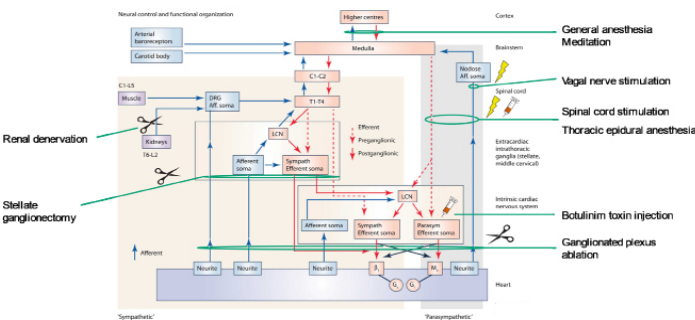 Neural control and functional organization
Higher centres
Cortex
General anesthesia
Meditation
Arterial
baroreceptors
Carotid body
Medulla
Brainstem
Nodose
Aff. soma
Vagal nerve stimulation
C1-C2
C1-L5
Spinal cord
Muscle
DRG
Aff. soma
T1-T4
Spinal cord stimulation
Thoracic epidural anesthesia
Renal denervation
Kidneys
T6-L2
LCN
Efferent
Preganglionic
Postganglionic
Extracardiac
intrathoracic
ganglia (stellate,
middle cervical)
Afferent
soma
Sympath
Efferent soma
Stellate
ganglionectomy
LCN
Intrinsic cardiac
nervous system
Botulinim toxin injection
Afferent soma
Sympath
Efferent soma
Parasym
Efferent soma
Ganglionated plexus
ablation
Afferent
Neurite
Neurite
Neurite
β1
M2
Neurite
Gs
Gi
Heart
'Sympathetic'
'Parasympathetic'